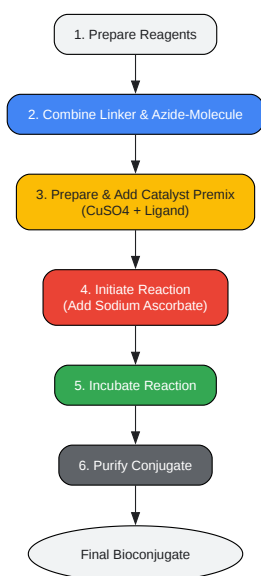 1. Prepare Reagents
2. Combine Linker & Azide-Molecule
3. Prepare & Add Catalyst Premix
(CuSO4 + Ligand)
4. Initiate Reaction
(Add Sodium Ascorbate)
5. Incubate Reaction
6. Purify Conjugate
Final Bioconjugate